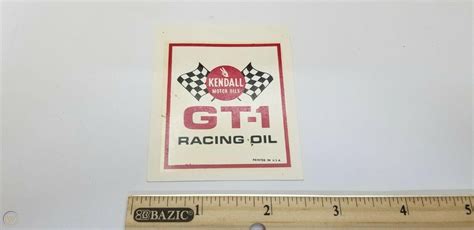 KENDALL
MOTOR OILS
GT-1
RACING OIL
PRINTED IN U.S.A.
BAZIC
1 2 3 4 5